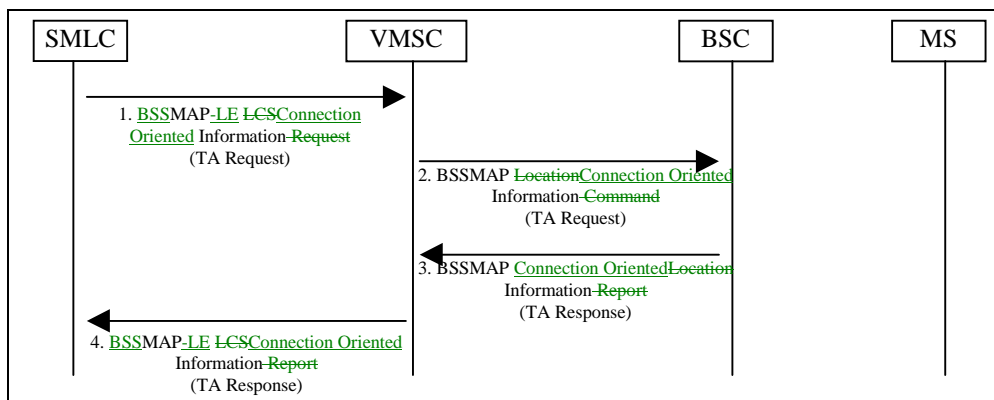 SMLC VMSC BSC MS
1. BSSMAP-LE LCSConnection
Oriented Information Request
(TA Request)
2. BSSMAP LocationConnection Oriented
Information Command
(TA Request)
3. BSSMAP Connection OrientedLocation
Information Report
(TA Response)
4. BSSMAP-LE LCSConnection Oriented
Information Report
(TA Response)